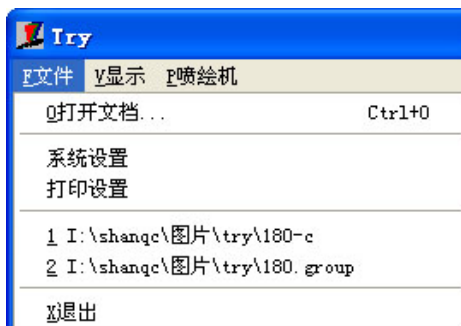 Try
F文件 V显示 P喷绘机
O打开文档... Ctrl+O
系统设置
打印设置
1 I:\shanqc\图片\try\180-c
2 I:\shanqc\图片\try\180.group
X退出